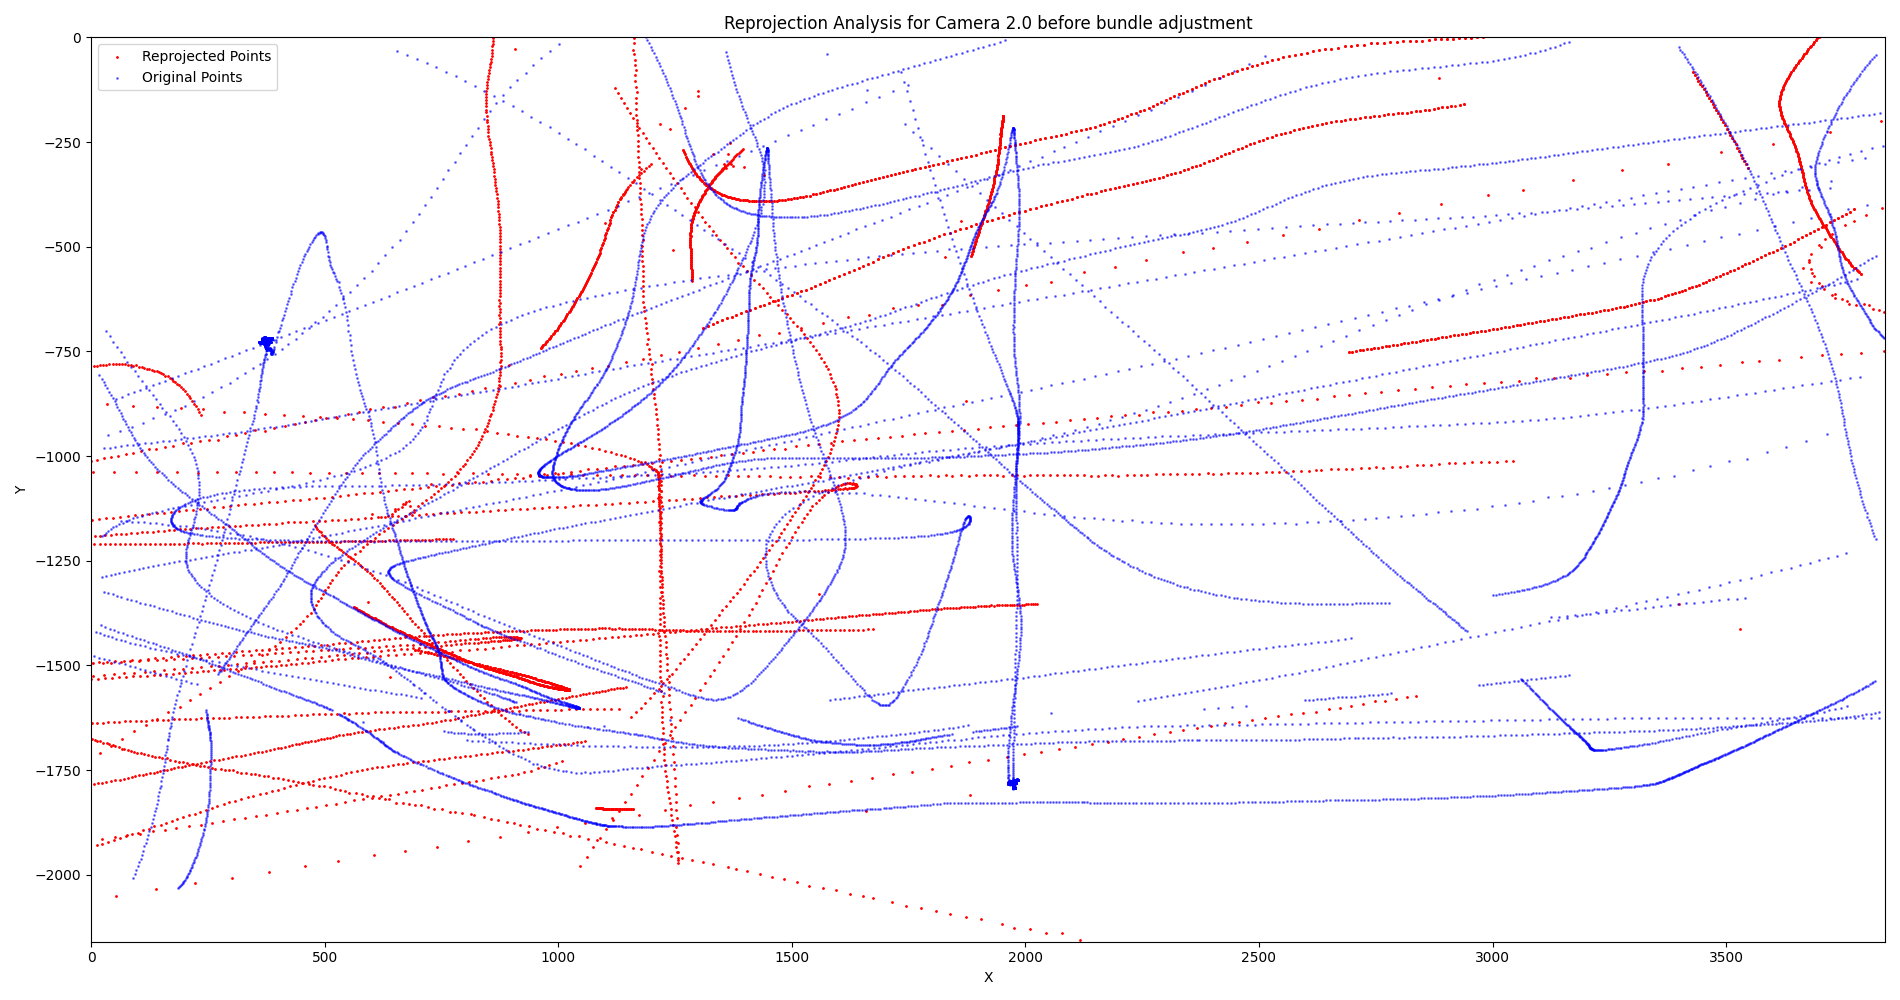 Reprojection Analysis for Camera 2.0 before bundle adjustment
Reprojected Points
Original Points
0
−250
−500
−750
−1000
−1250
−1500
−1750
−2000
Y
0 500 1000 1500 2000 2500 3000 3500
X